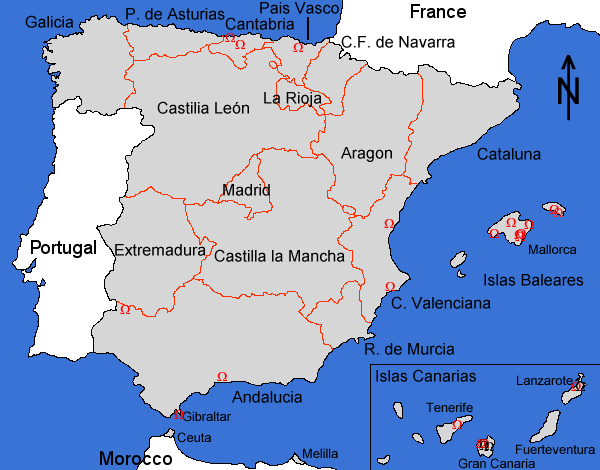 France
Pais Vasco
P. de Asturias
Galicia
Cantabria
C.F. de Navarra
La Rioja
Castilia León
N
Aragon
Cataluna
Madrid
Portugal
Extremadura
Castilla la Mancha
Mallorca
Islas Baleares
C. Valenciana
R. de Murcia
Islas Canarias
Lanzarote
Andalucia
Tenerife
Gibraltar
Ceuta
Fuerteventura
Melilla
Morocco
Gran Canaria